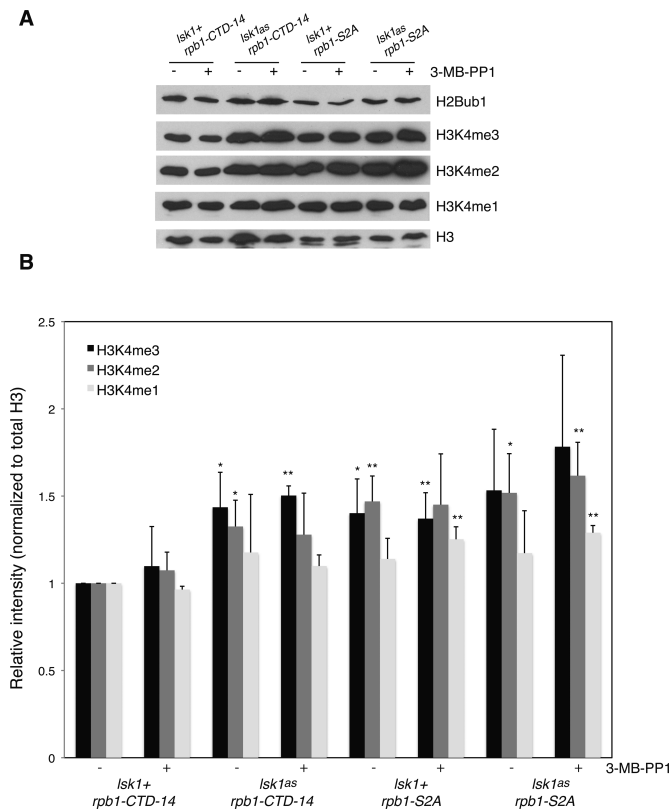 A
lsk1+ rpb1-CTD-14
lsk1as rpb1-CTD-14
lsk1+ rpb1-S2A
lsk1as rpb1-S2A
- + - + - + - + 3-MB-PP1
H2Bub1
H3K4me3
H3K4me2
H3K4me1
H3
B
Relative intensity (normalized to total H3)
2.5
2
1.5
1
0.5
0
H3K4me3
H3K4me2
H3K4me1
* * ** * ** ** ** * ** **
- + - + - + - + 3-MB-PP1
lsk1+ lsk1as lsk1+ lsk1as
rpb1-CTD-14 rpb1-CTD-14 rpb1-S2A rpb1-S2A